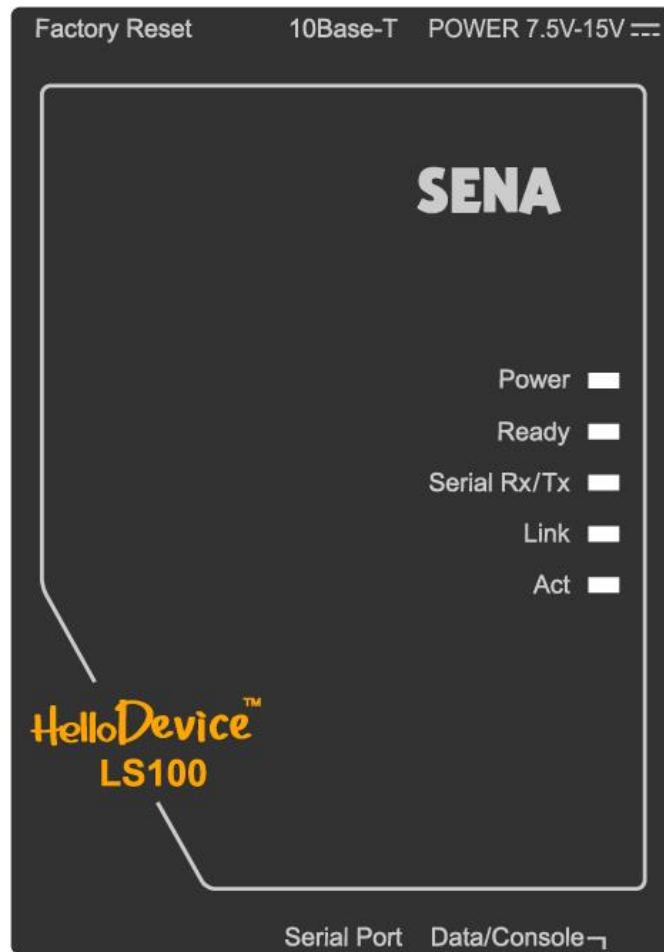 Factory Reset 10Base-T POWER 7.5V-15V
SENA
Power
Ready
Serial Rx/Tx
Link
Act
HelloDevice™
LS100
Serial Port Data/Console